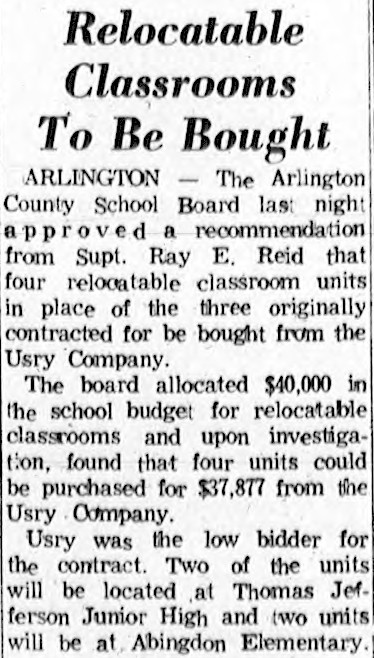 Relocatable
Classrooms
To Be Bought
ARLINGTON — The Arlington
County School Board last night
approved a recommendation
from Supt. Ray E. Reid that
four relocatable classroom units
in place of the three originally
contracted for be bought from the
Usry Company.
The board allocated $40,000 in
the school budget for relocatable
classrooms and upon investiga-
tion, found that four units could
be purchased for $37,877 from the
Usry Company.
Usry was the low bidder for
the contract. Two of the units
will be located at Thomas Jef-
ferson Junior High and two units
will be at Abingdon Elementary.